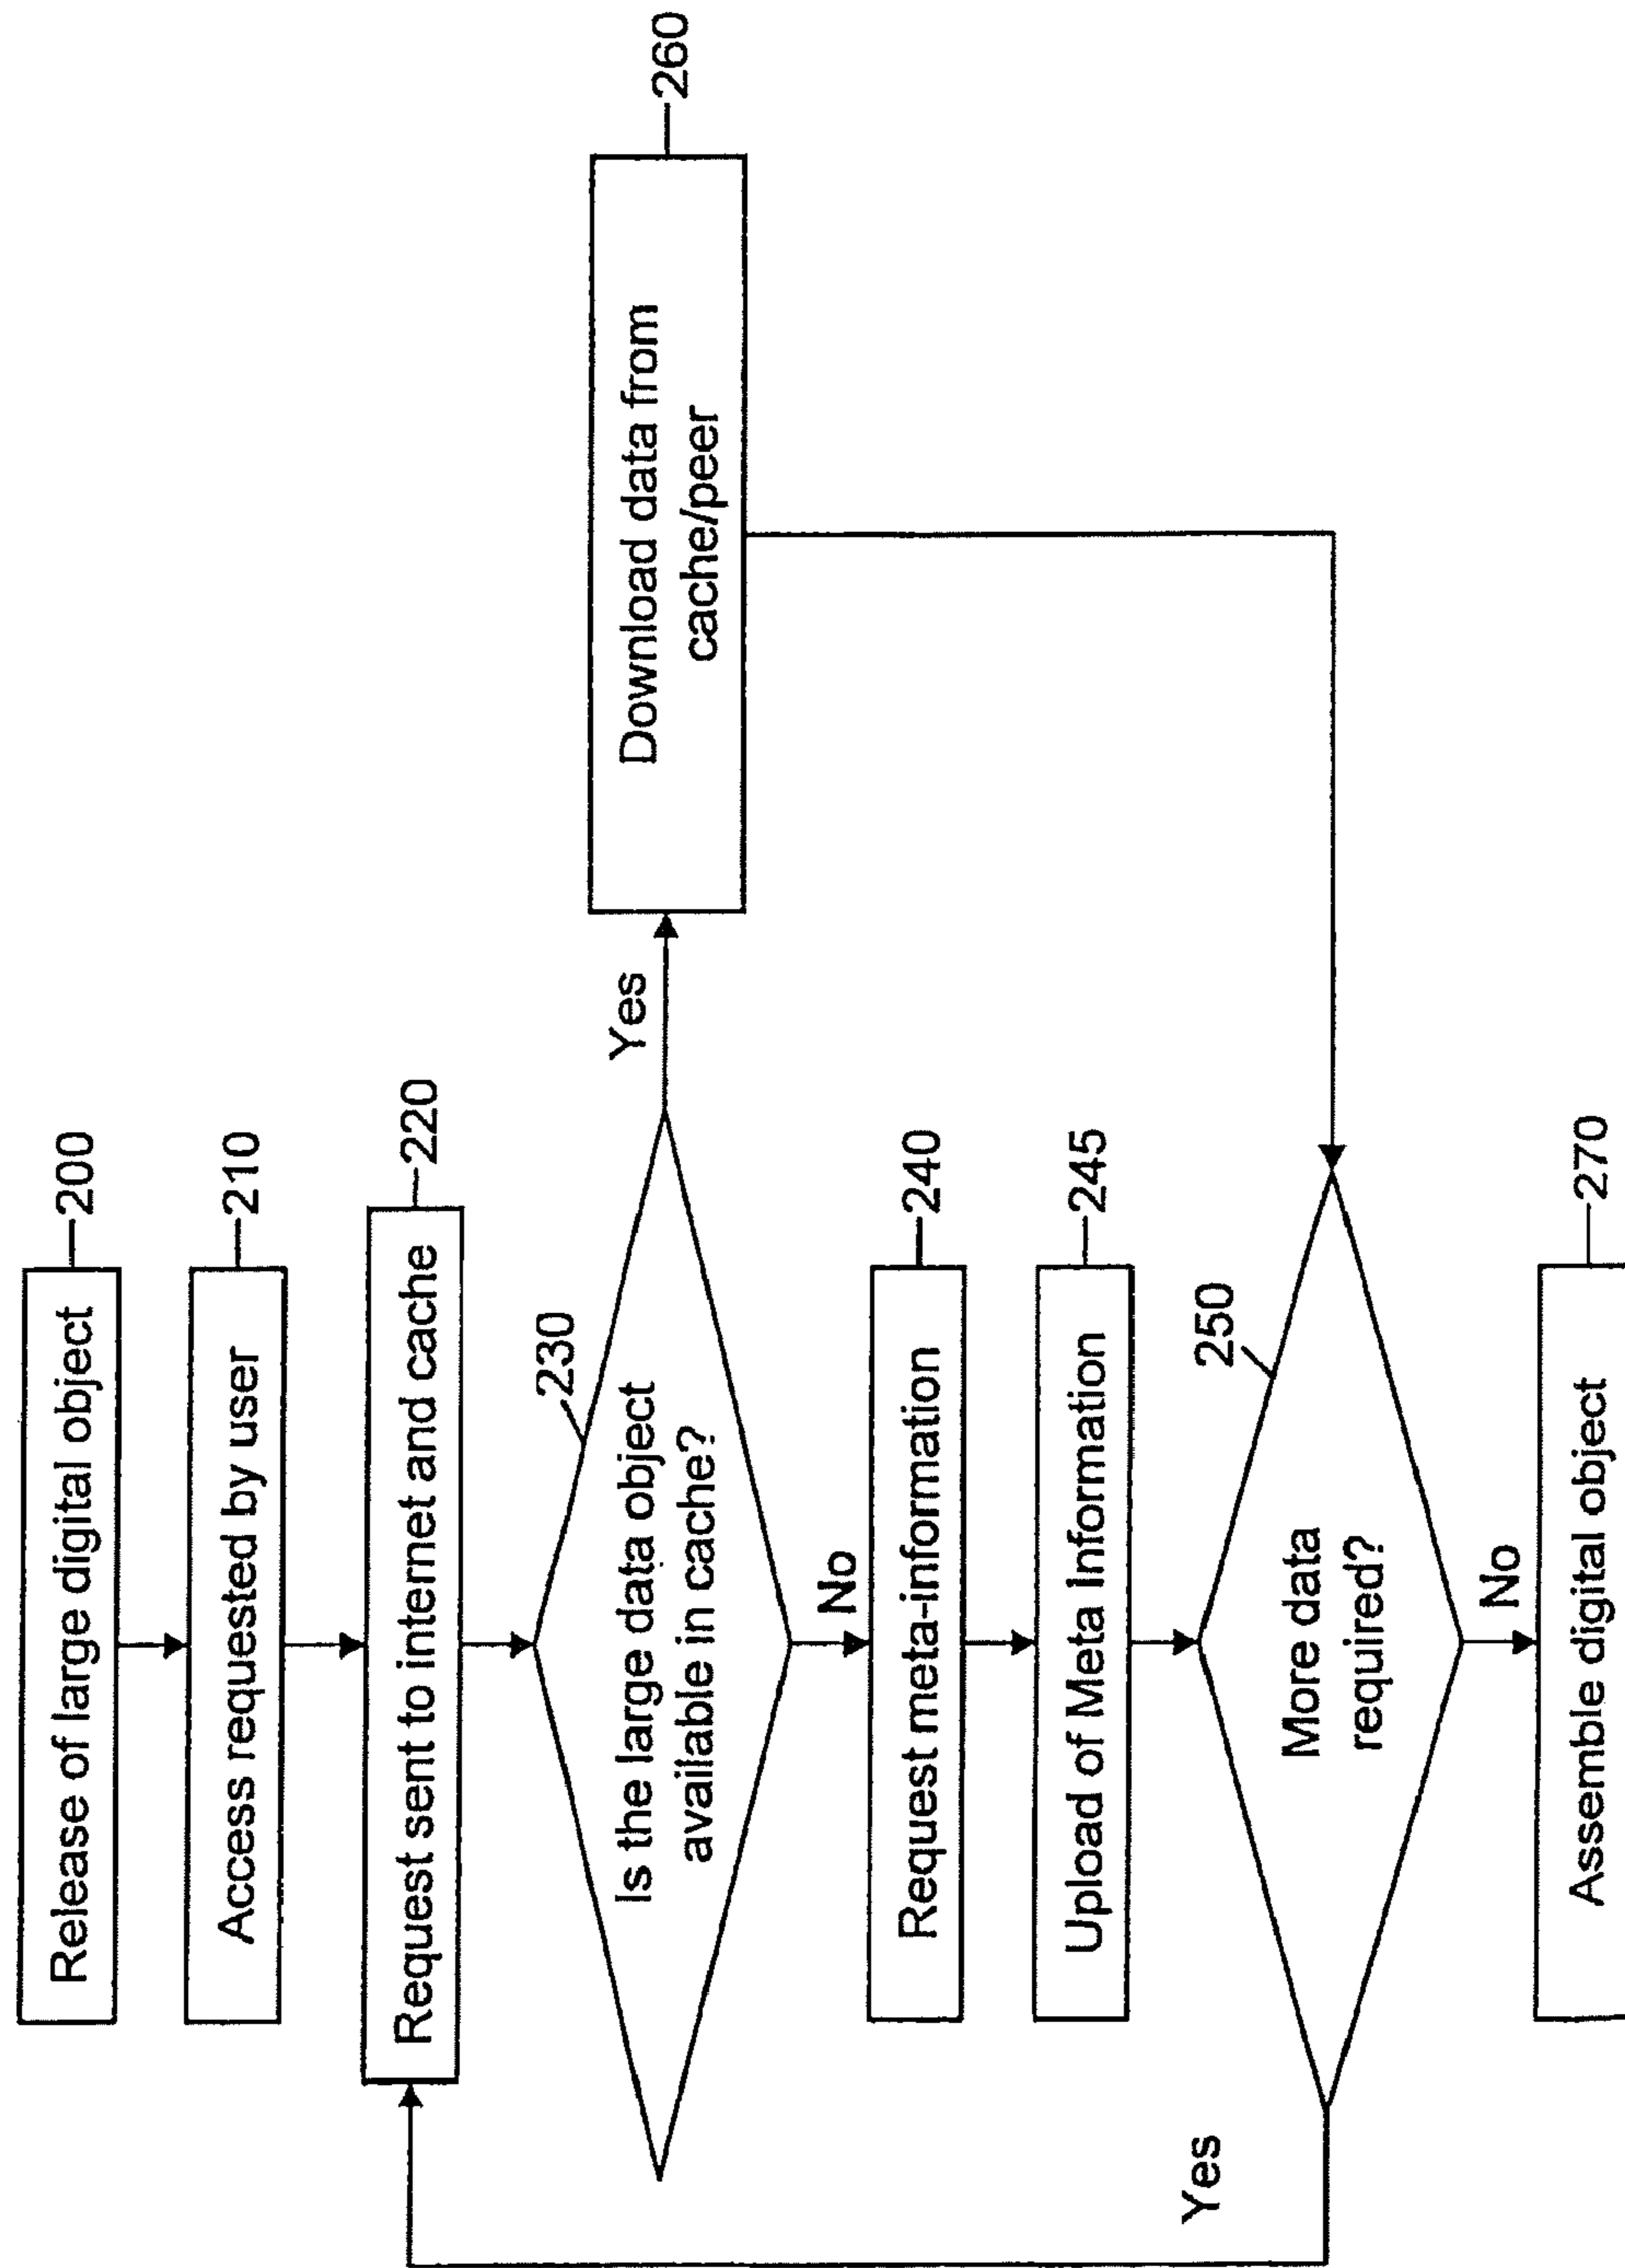 Release of large digital object
200
Access requested by user
210
Request sent to internet and cache
220
230
Is the large data object
available in cache?
Yes
Download data from
cache/peer
260
No
Request meta-information
240
Upload of Meta Information
245
250
More data
required?
Yes
No
Assemble digital object
270